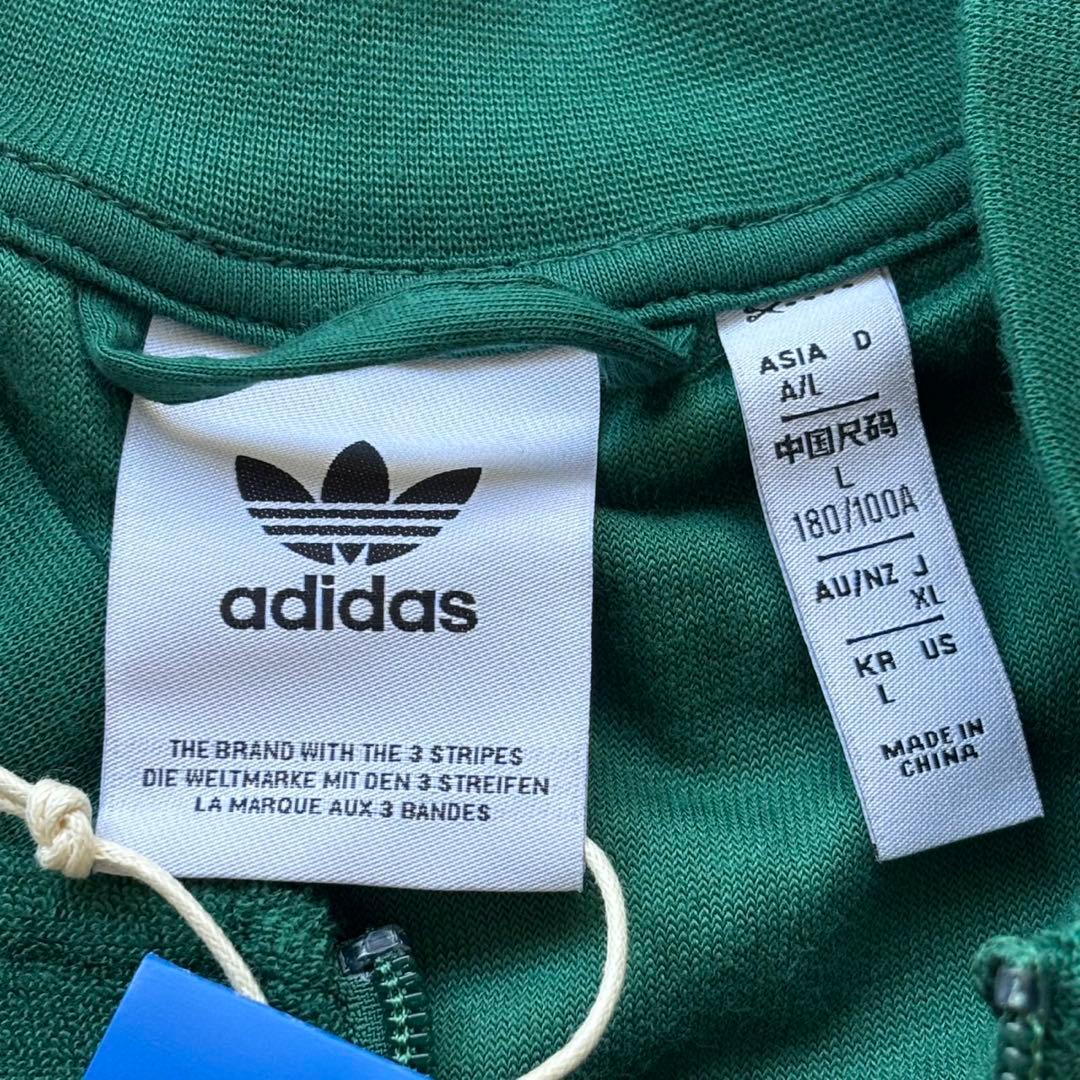 adidas
THE BRAND WITH THE 3 STRIPES
DIE WELTMARKE MIT DEN 3 STREIFEN
LA MARQUE AUX 3 BANDES
ASIA D
A/L
中国尺码
L
180/100A
AU/NZ J
XL
KR US
L
MADE IN
CHINA